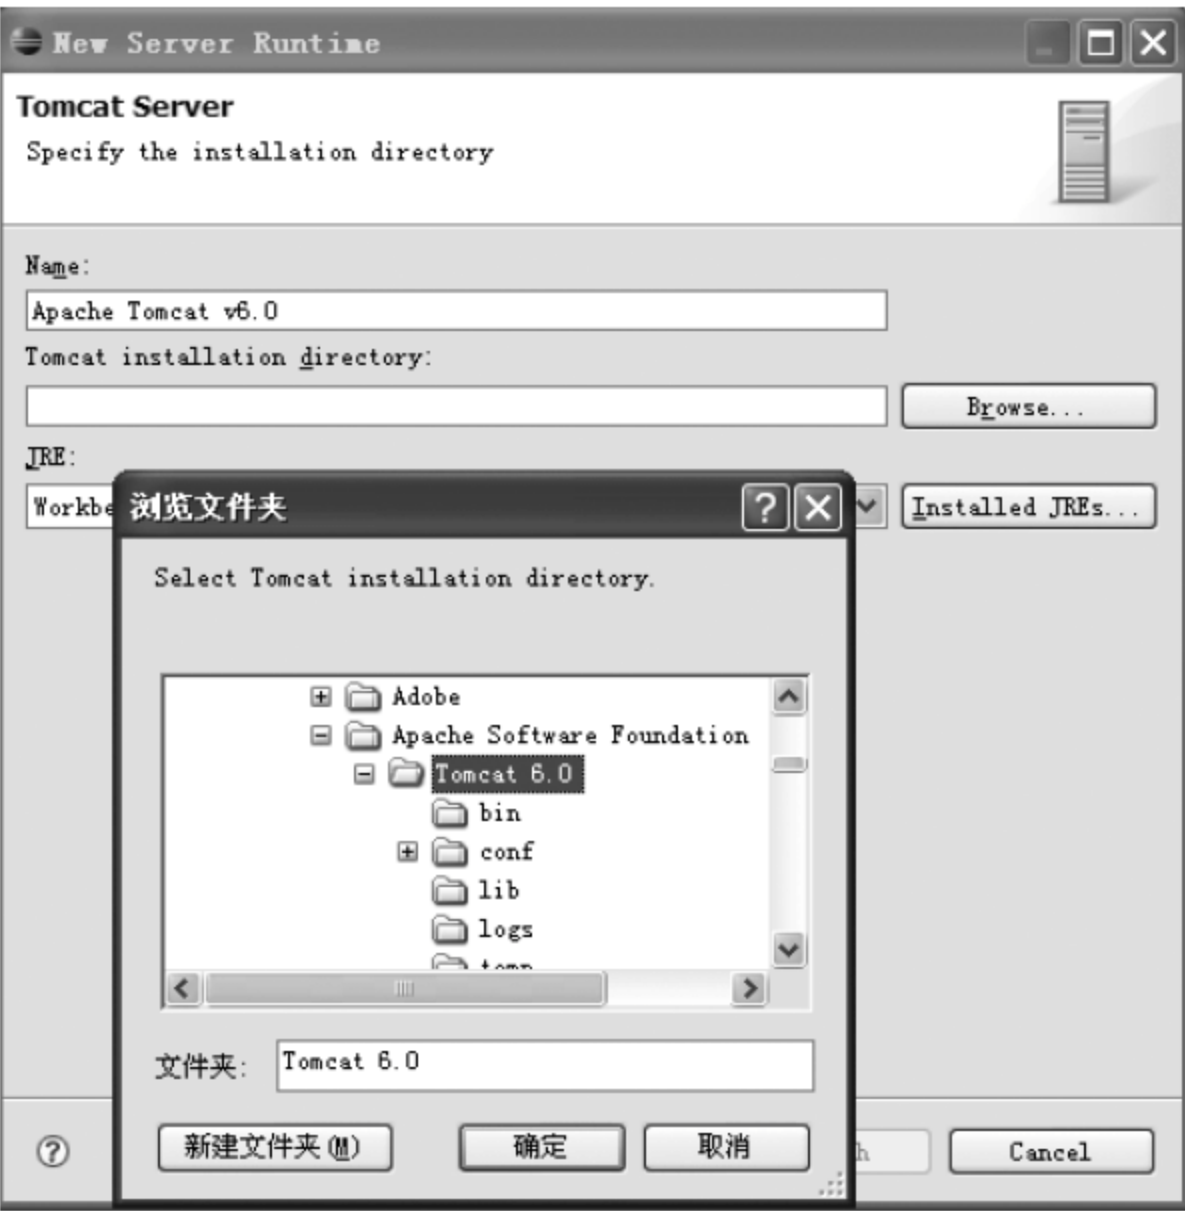 New Server Runtime
Tomcat Server
Specify the installation directory
Name:
Apache Tomcat v6.0
Tomcat installation directory:
Browse...
JRE:
Installed JREs...
浏览文件夹
Select Tomcat installation directory.
Adobe
Apache Software Foundation
Tomcat 6.0
bin
conf
lib
logs
temp
文件夹: Tomcat 6.0
新建文件夹(M)
确定
取消
Cancel